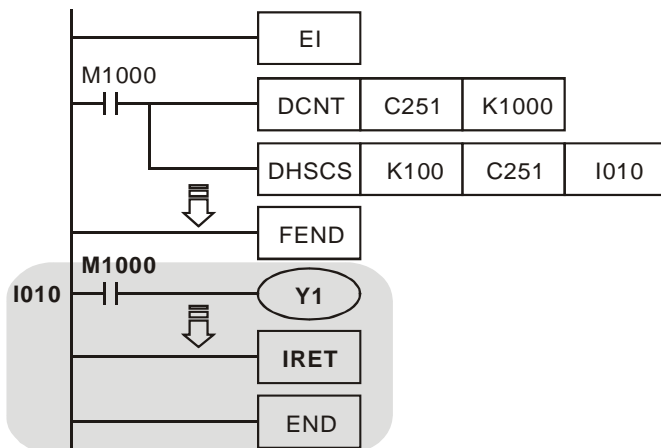 EI
M1000
DCNT C251 K1000
DHSCS K100 C251 I010
FEND
M1000
I010 Y1
IRET
END